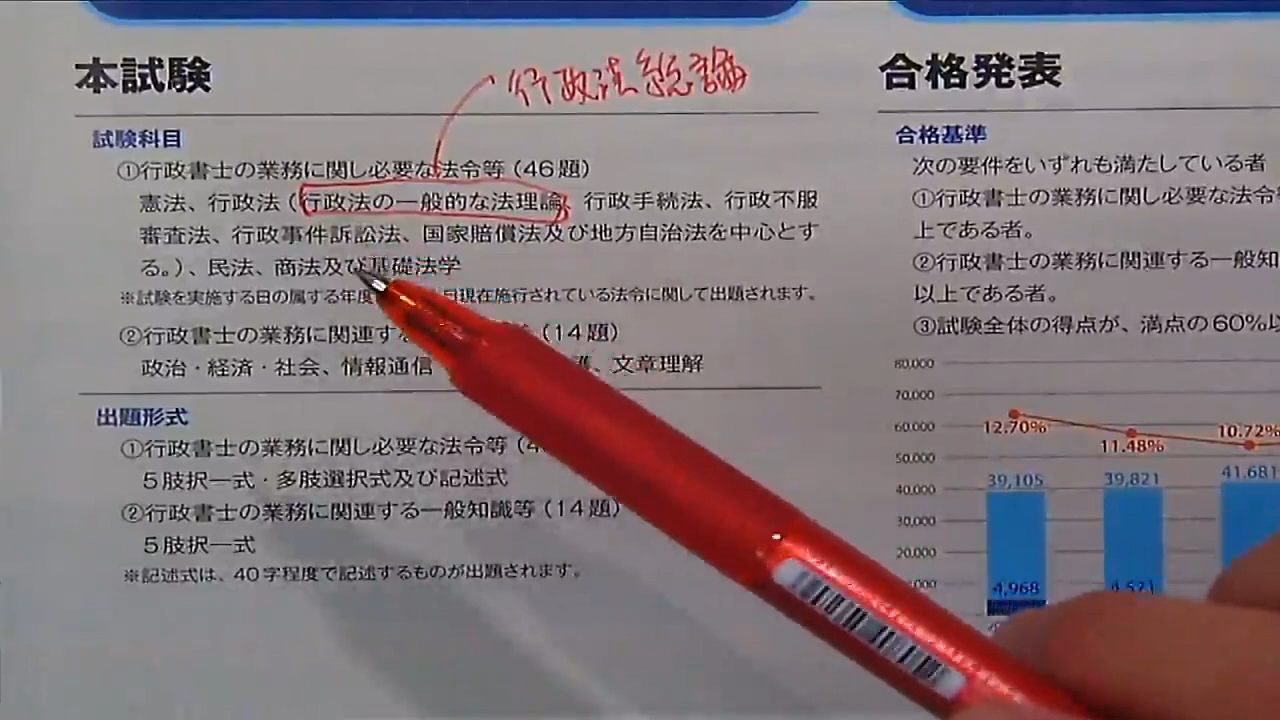 本試験
行政法総論
試験科目
①行政書士の業務に関し必要な法令等(46題)
憲法、行政法(行政法の一般的な法理論、行政手続法、行政不服
審査法、行政事件訴訟法、国家賠償法及び地方自治法を中心とす
る。)、民法、商法及び基礎法学
※試験を実施する日の属する年度 日現在施行されている法令に関して出題されます。
②行政書士の業務に関連す (14題)
政治・経済・社会、情報通信 、文章理解
出題形式
①行政書士の業務に関し必要な法令等(4
5肢択一式・多肢選択式及び記述式
②行政書士の業務に関連する一般知識等(14題)
5肢択一式
※記述式は、40字程度で記述するものが出題されます。
合格発表
合格基準
次の要件をいずれも満たしている者
①行政書士の業務に関し必要な法令
上である者。
②行政書士の業務に関連する一般知
以上である者。
③試験全体の得点が、満点の60%以
80,000
70,000
60,000
50,000
40,000
30,000
20,000
12.70%
11.48%
10.72%
39,105
39,821
41,681
4,968
4,571